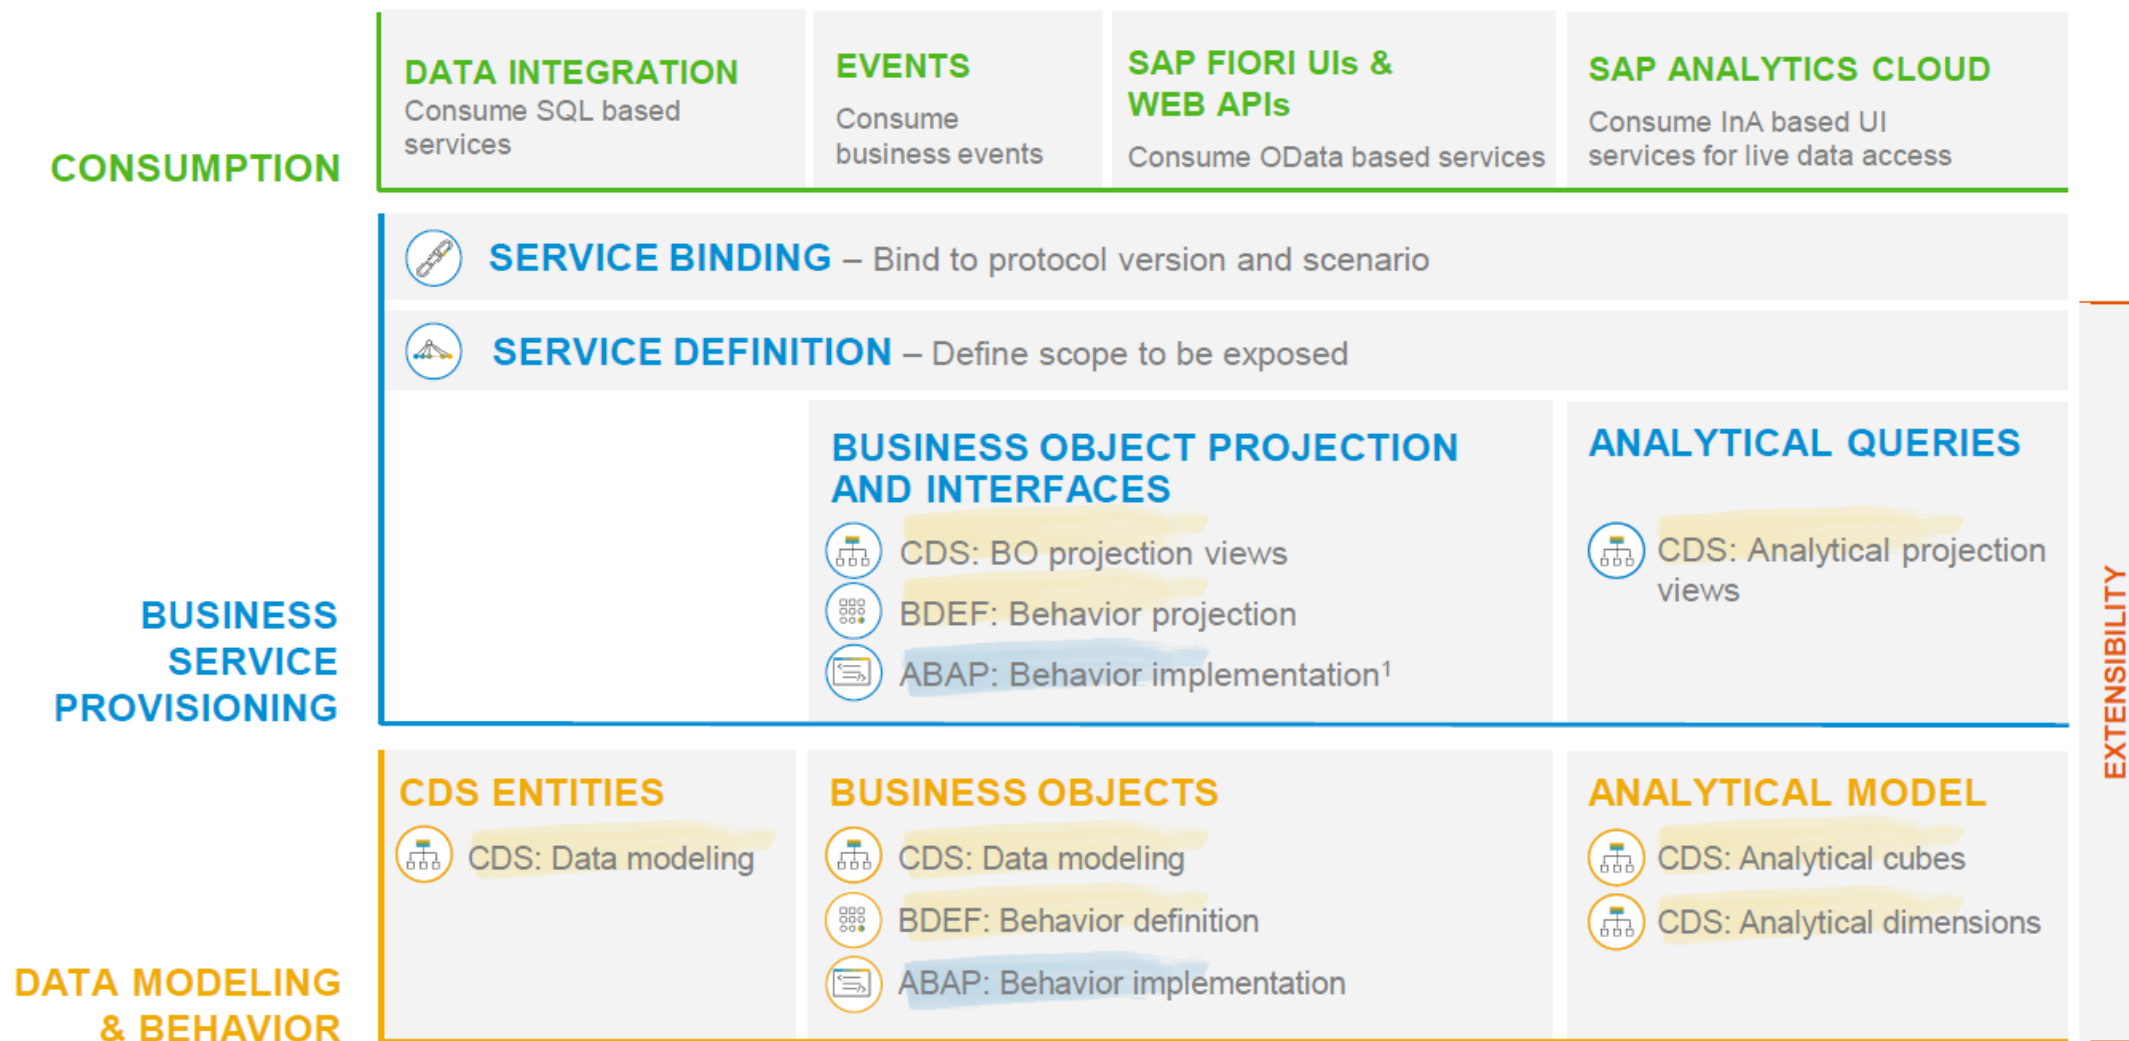 CONSUMPTION
DATA INTEGRATION
Consume SQL based
services
EVENTS
Consume
business events
SAP FIORI UIs &
WEB APIs
Consume OData based services
SAP ANALYTICS CLOUD
Consume InA based UI
services for live data access
BUSINESS
SERVICE
PROVISIONING
SERVICE BINDING – Bind to protocol version and scenario
SERVICE DEFINITION – Define scope to be exposed
BUSINESS OBJECT PROJECTION
AND INTERFACES
CDS: BO projection views
BDEF: Behavior projection
ABAP: Behavior implementation¹
ANALYTICAL QUERIES
CDS: Analytical projection
views
DATA MODELING
& BEHAVIOR
CDS ENTITIES
CDS: Data modeling
BUSINESS OBJECTS
CDS: Data modeling
BDEF: Behavior definition
ABAP: Behavior implementation
ANALYTICAL MODEL
CDS: Analytical cubes
CDS: Analytical dimensions
EXTENSIBILITY